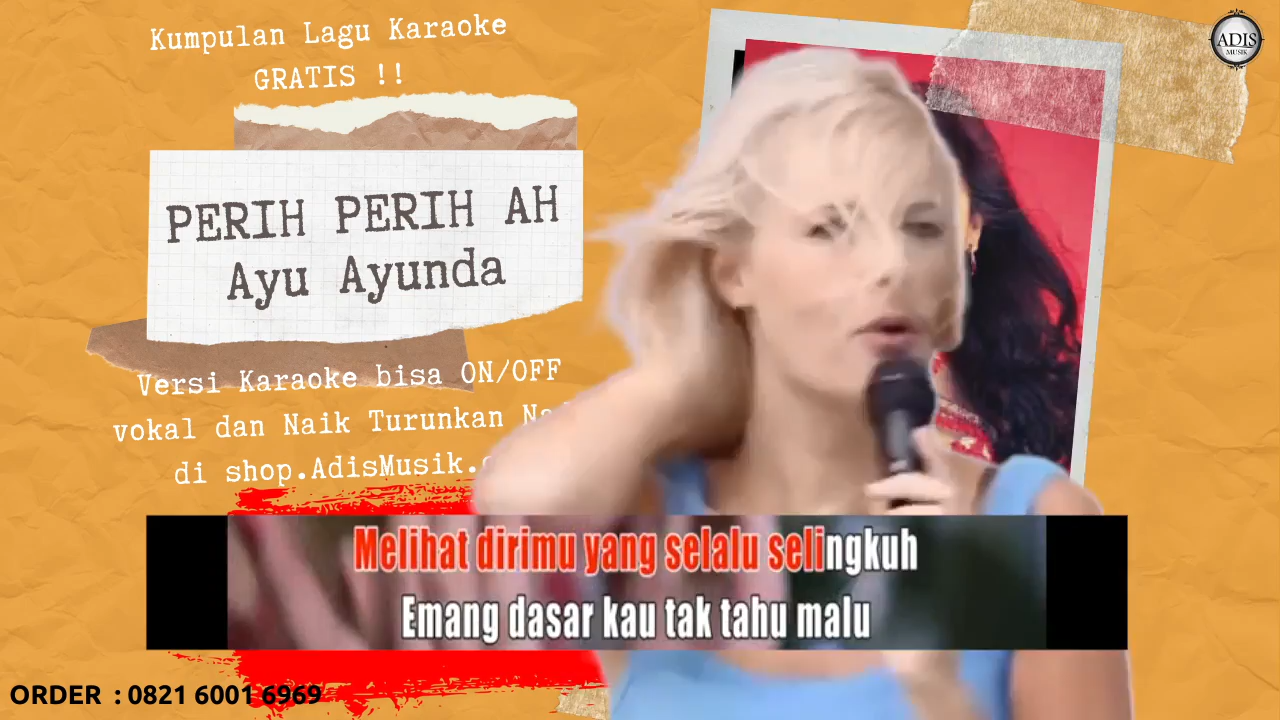 Kumpulan Lagu Karaoke
GRATIS !!
ADIS
MUSIK
PERIH PERIH AH
Ayu Ayunda
Versi Karaoke bisa ON/OFF
vokal dan Naik Turunkan
di shop.AdisMusik.
Melihat dirimu yang selalu selingkuh
Emang dasar kau tak tahu malu
ORDER : 0821 6001 6969